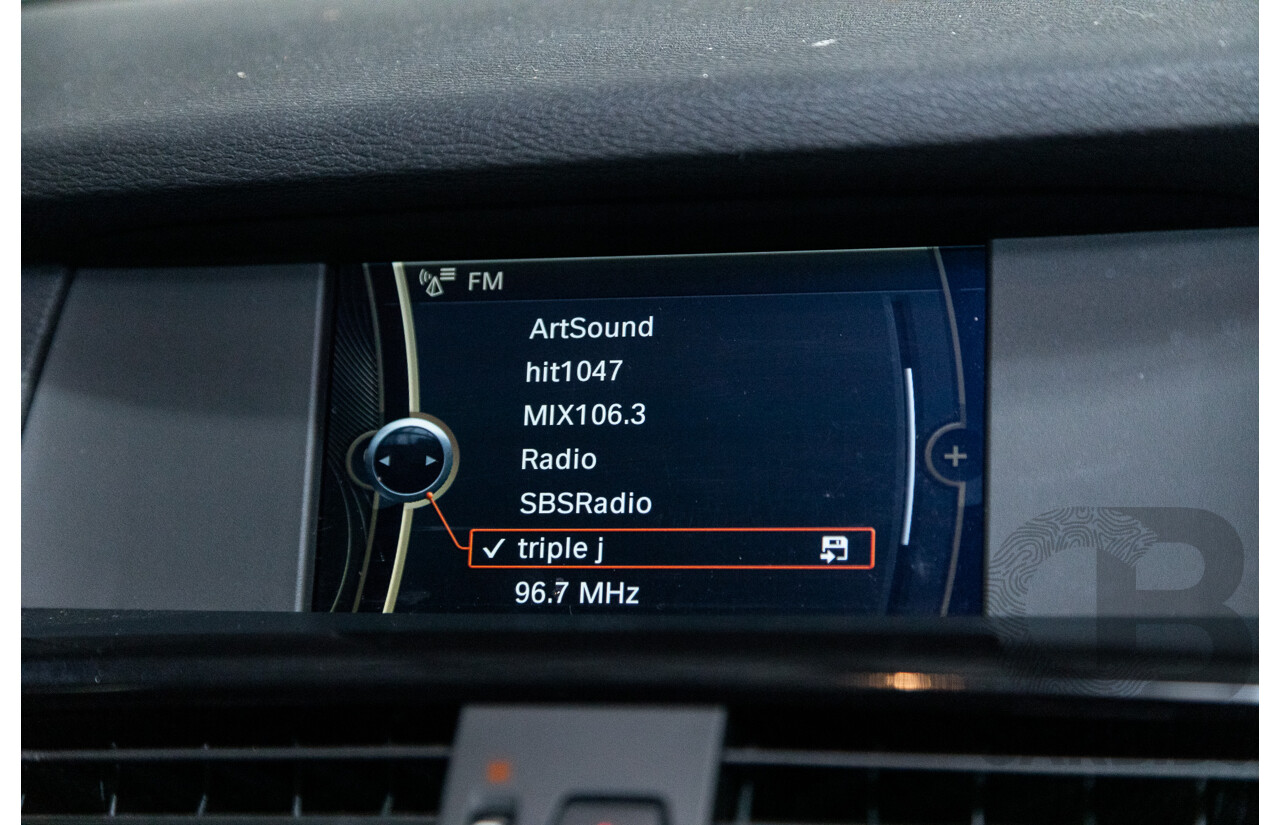 FM
ArtSound
hit1047
MIX106.3
Radio
SBSRadio
triple j
96.7 MHz